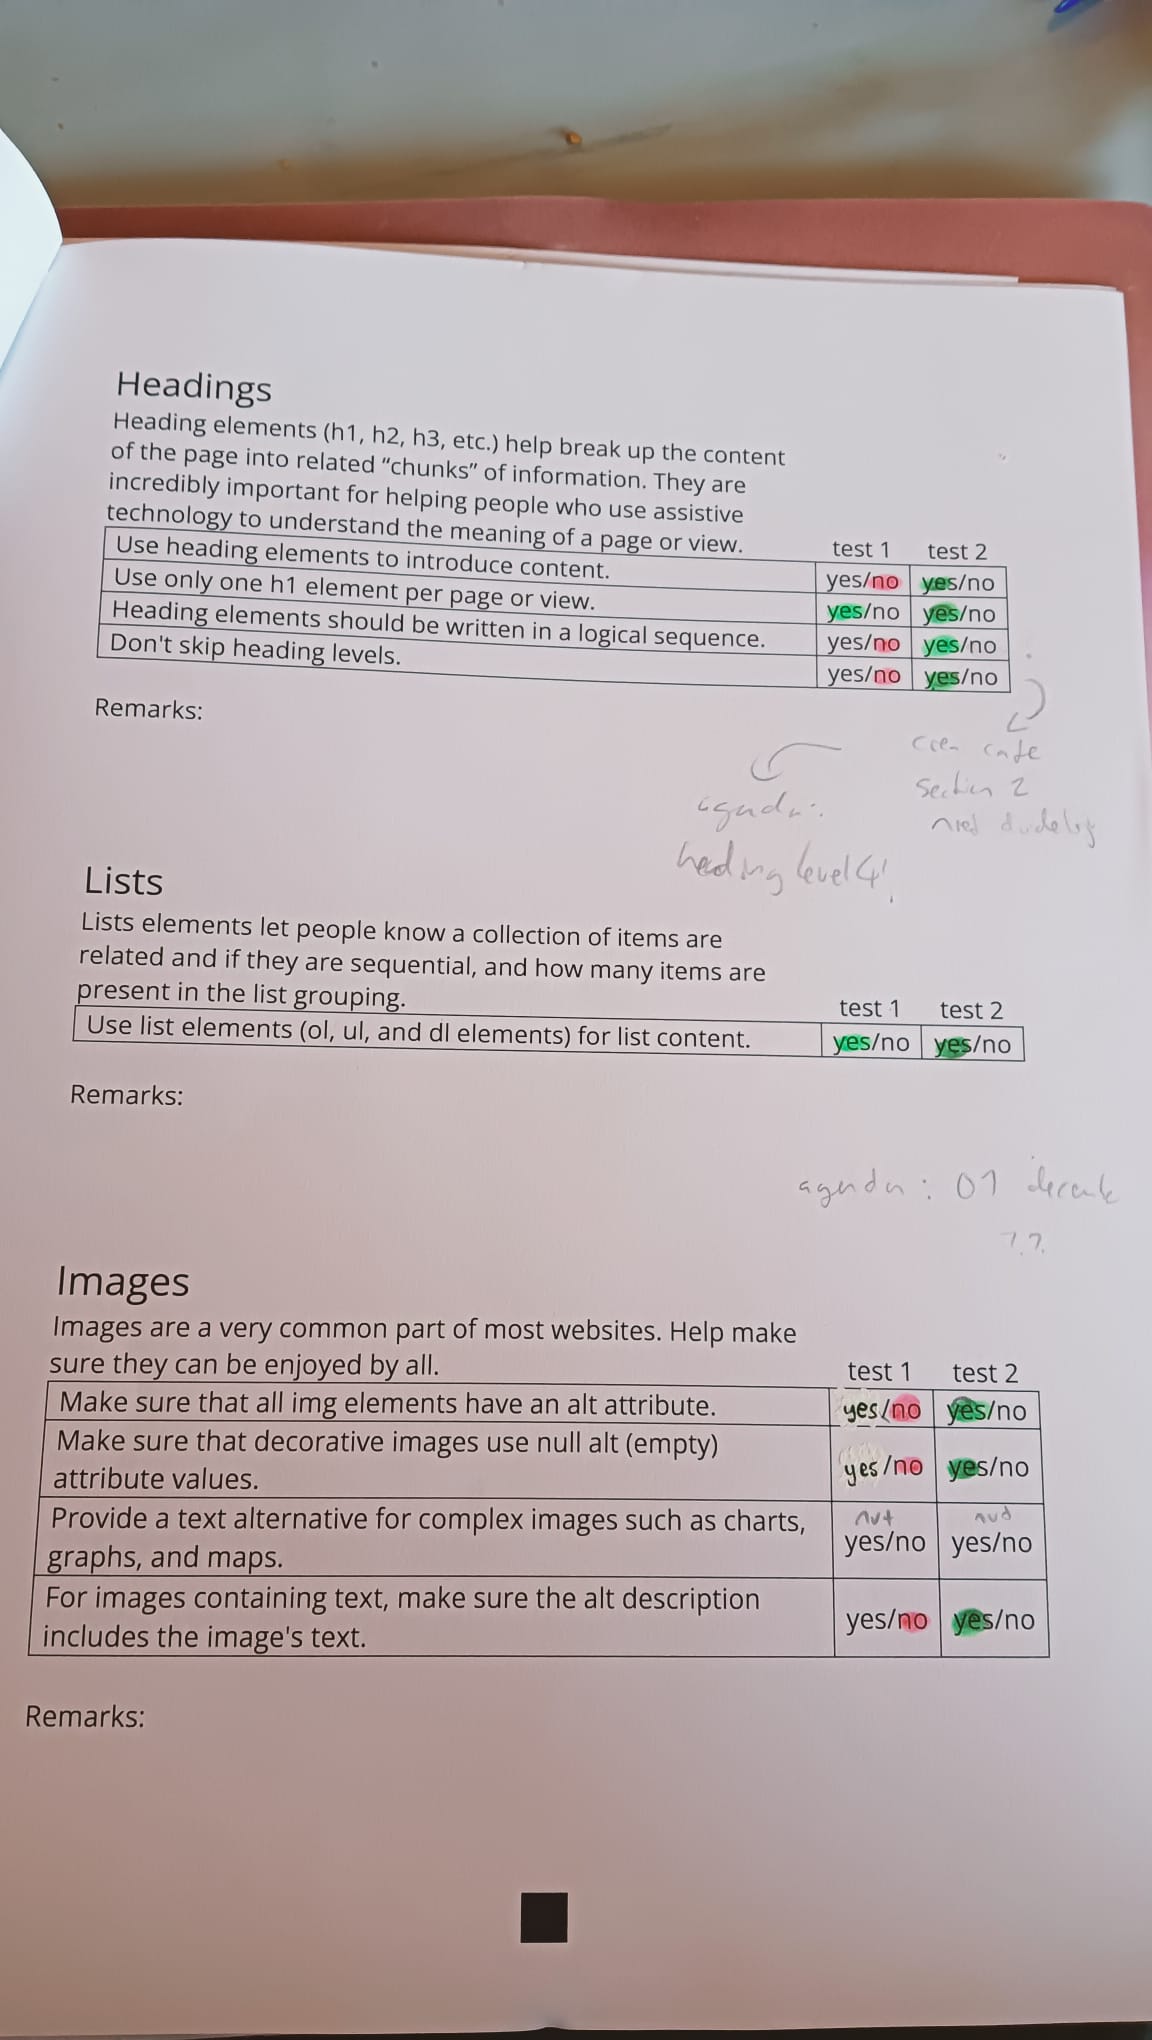 Headings
Heading elements (h1, h2, h3, etc.) help break up the content
of the page into related “chunks” of information. They are
incredibly important for helping people who use assistive
technology to understand the meaning of a page or view.
test 1 test 2
Use heading elements to introduce content. yes/no yes/no
Use only one h1 element per page or view. yes/no yes/no
Heading elements should be written in a logical sequence. yes/no yes/no
Don't skip heading levels. yes/no yes/no
Remarks:
section 2
agenda:
heading level 4!
Lists
Lists elements let people know a collection of items are
related and if they are sequential, and how many items are
present in the list grouping.
test 1 test 2
Use list elements (ol, ul, and dl elements) for list content. yes/no yes/no
Remarks:
agenda: 01
??
Images
Images are a very common part of most websites. Help make
sure they can be enjoyed by all.
test 1 test 2
Make sure that all img elements have an alt attribute. yes/no yes/no
Make sure that decorative images use null alt (empty)
attribute values. yes/no yes/no
Provide a text alternative for complex images such as charts,
graphs, and maps. yes/no yes/no
For images containing text, make sure the alt description
includes the image's text. yes/no yes/no
Remarks: